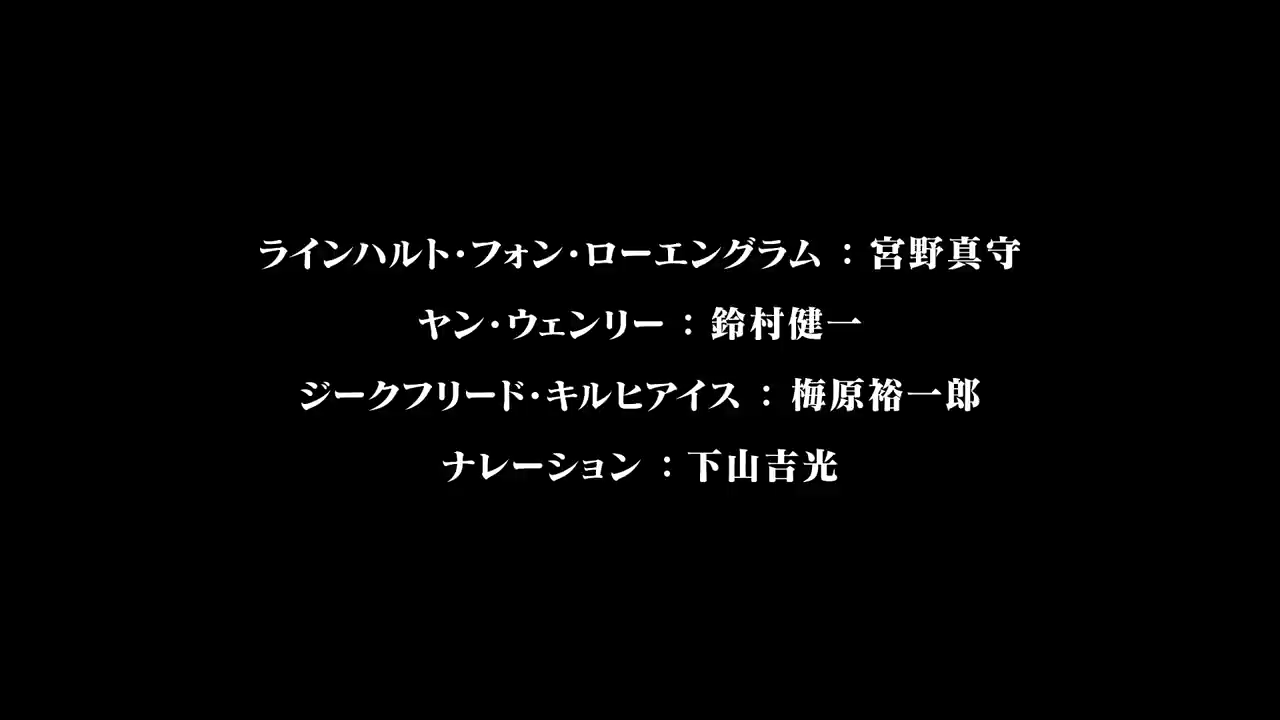 ラインハルト・フォン・ローエングラム : 宮野真守
ヤン・ウェンリー : 鈴村健一
ジークフリード・キルヒアイス : 梅原裕一郎
ナレーション : 下山吉光